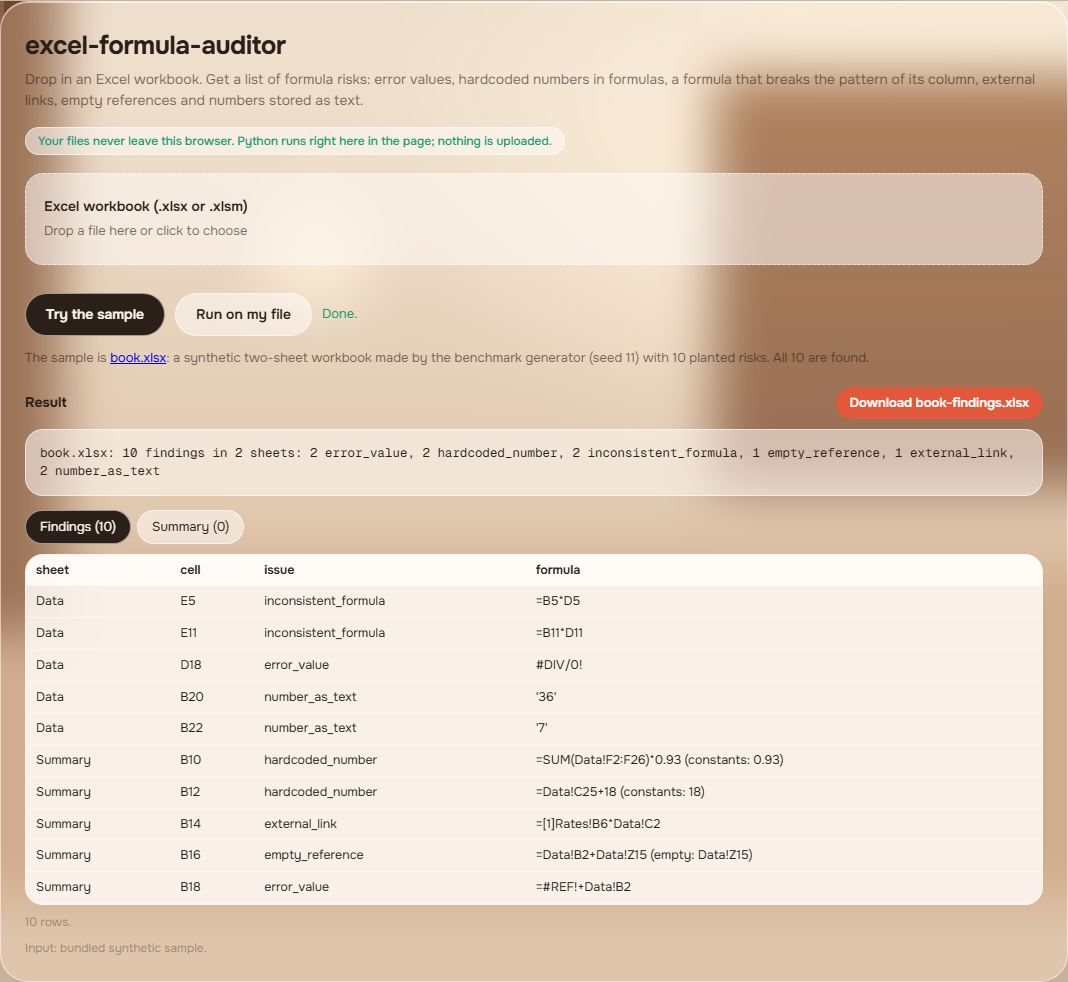 excel-formula-auditor
Drop in an Excel workbook. Get a list of formula risks: error values, hardcoded numbers in formulas, a formula that breaks the pattern of its column, external
links, empty references and numbers stored as text.
Your files never leave this browser. Python runs right here in the page; nothing is uploaded.
Excel workbook (.xlsx or .xlsm)
Drop a file here or click to choose
Try the sample Run on my file Done.
The sample is book.xlsx: a synthetic two-sheet workbook made by the benchmark generator (seed 11) with 10 planted risks. All 10 are found.
Result Download book-findings.xlsx
book.xlsx: 10 findings in 2 sheets: 2 error_value, 2 hardcoded_number, 2 inconsistent_formula, 1 empty_reference, 1 external_link,
2 number_as_text
Findings (10) Summary (0)
sheet cell issue formula
Data E5 inconsistent_formula =B5*D5
Data E11 inconsistent_formula =B11*D11
Data D18 error_value #DIV/0!
Data B20 number_as_text '36'
Data B22 number_as_text '7'
Summary B10 hardcoded_number =SUM(Data!F2:F26)*0.93 (constants: 0.93)
Summary B12 hardcoded_number =Data!C25+18 (constants: 18)
Summary B14 external_link =[1]Rates!B6*Data!C2
Summary B16 empty_reference =Data!B2+Data!Z15 (empty: Data!Z15)
Summary B18 error_value =#REF!+Data!B2
10 rows.
Input: bundled synthetic sample.